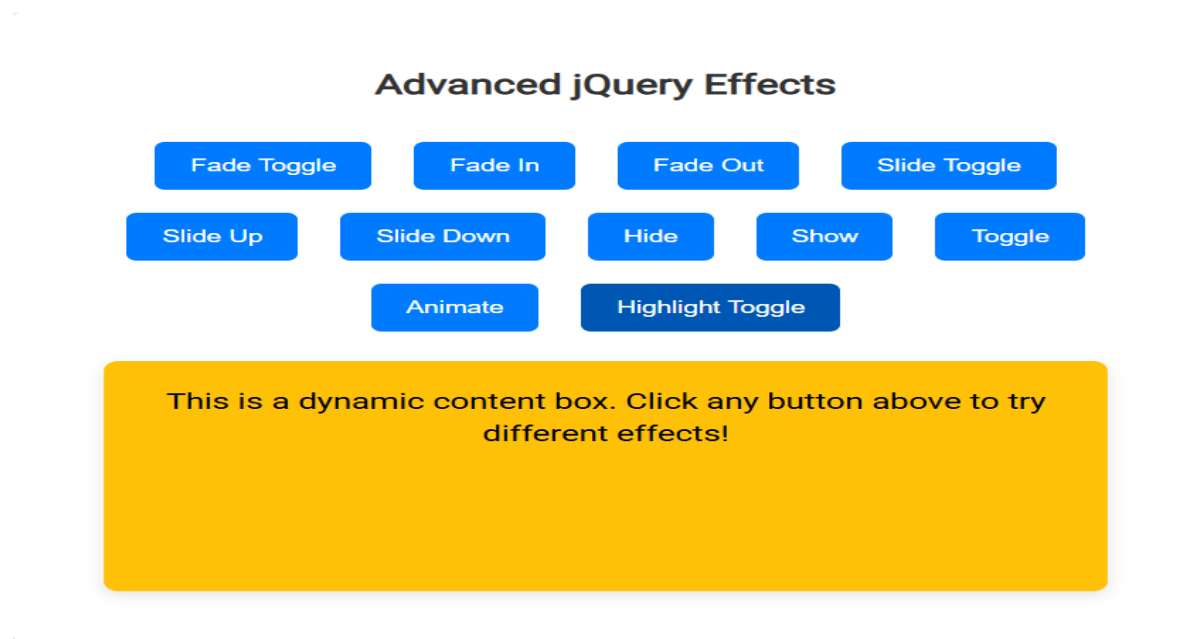 Advanced jQuery Effects
Fade Toggle Fade In Fade Out Slide Toggle
Slide Up Slide Down Hide Show Toggle
Animate Highlight Toggle
This is a dynamic content box. Click any button above to try
different effects!